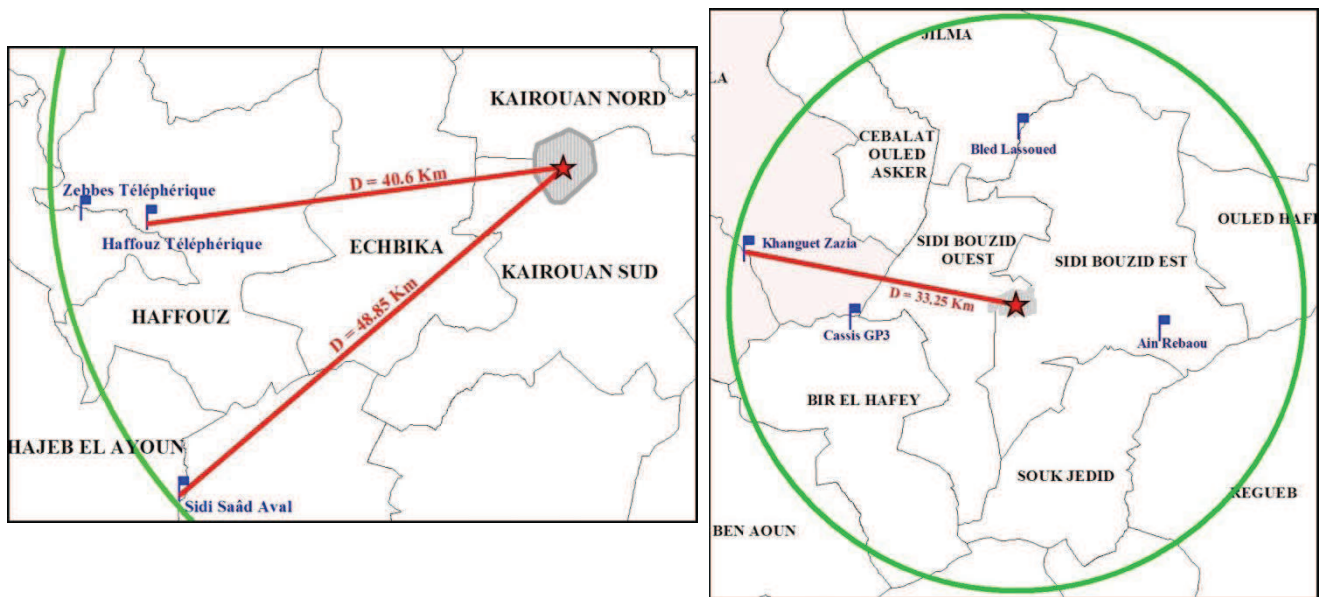 KAIROUAN NORD
D = 40.6 Km
Zebbes Téléphérique
Haffouz Téléphérique
ECHBIKA
KAIROUAN SUD
HAFFOUZ
D = 48.85 Km
HAJEB EL AYOUN
Sidi Saâd Aval
JILMA
LA
CEBALAT
OULED
ASKER
Bled Lassoued
OULED HAFI
Khanguet Zazia
SIDI BOUZID
OUEST
SIDI BOUZID EST
D = 33.25 Km
Cassis GP3
Ain Rebaou
BIR EL HAFEY
SOUK JEDID
REGUEB
BEN AOUN